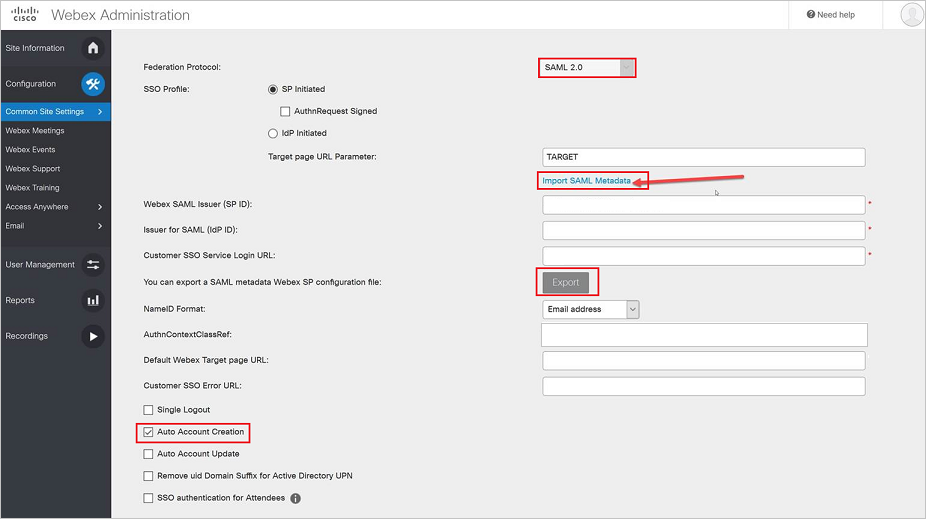 CISCO Webex Administration
Need help
Site Information
Configuration
Common Site Settings
Webex Meetings
Webex Events
Webex Support
Webex Training
Access Anywhere
Email
User Management
Reports
Recordings
Federation Protocol: SAML 2.0
SSO Profile: SP Initiated
AuthnRequest Signed
IdP Initiated
Target page URL Parameter: TARGET
Import SAML Metadata
Webex SAML Issuer (SP ID): *
Issuer for SAML (IdP ID): *
Customer SSO Service Login URL: *
You can export a SAML metadata Webex SP configuration file: Export
NameID Format: Email address
AuthnContextClassRef:
Default Webex Target page URL:
Customer SSO Error URL:
Single Logout
Auto Account Creation
Auto Account Update
Remove uid Domain Suffix for Active Directory UPN
SSO authentication for Attendees